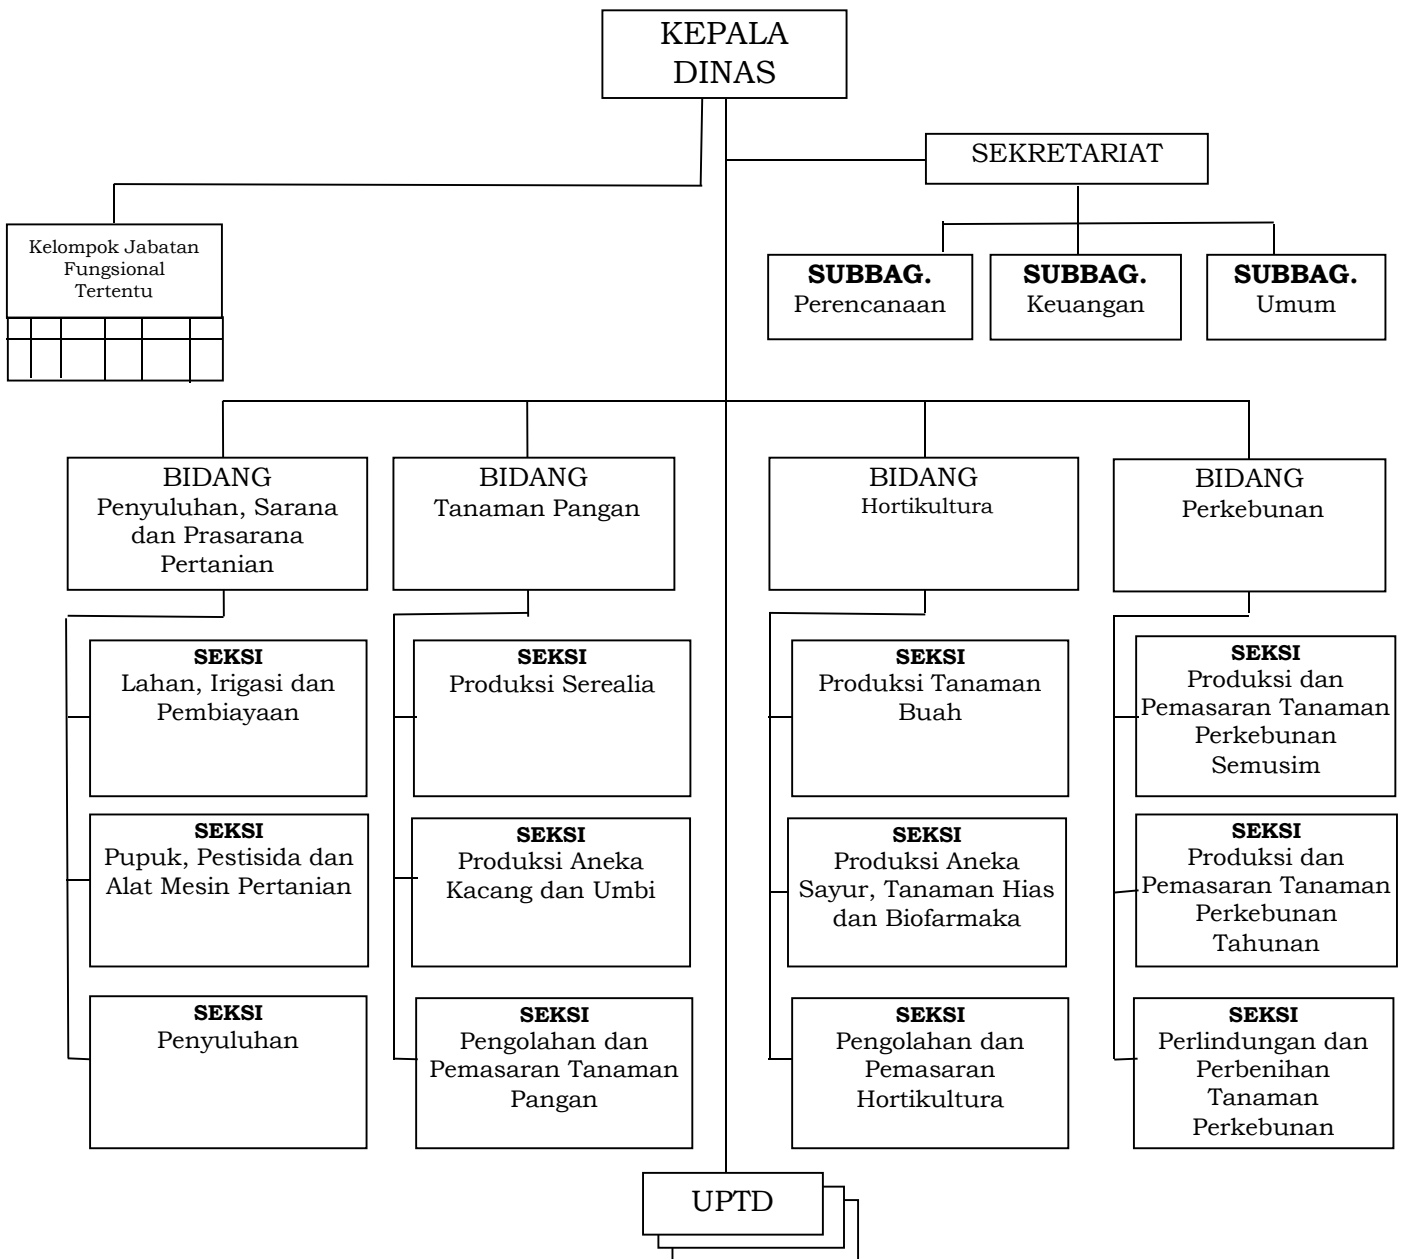 KEPALA
DINAS
SEKRETARIAT
Kelompok Jabatan
Fungsional
Tertentu
SUBBAG.
Perencanaan
SUBBAG.
Keuangan
SUBBAG.
Umum
BIDANG
Penyuluhan, Sarana
dan Prasarana
Pertanian
BIDANG
Tanaman Pangan
BIDANG
Hortikultura
BIDANG
Perkebunan
SEKSI
Lahan, Irigasi dan
Pembiayaan
SEKSI
Produksi Serealia
SEKSI
Produksi Tanaman
Buah
SEKSI
Produksi dan
Pemasaran Tanaman
Perkebunan
Semusim
SEKSI
Pupuk, Pestisida dan
Alat Mesin Pertanian
SEKSI
Produksi Aneka
Kacang dan Umbi
SEKSI
Produksi Aneka
Sayur, Tanaman Hias
dan Biofarmaka
SEKSI
Produksi dan
Pemasaran Tanaman
Perkebunan
Tahunan
SEKSI
Penyuluhan
SEKSI
Pengolahan dan
Pemasaran Tanaman
Pangan
SEKSI
Pengolahan dan
Pemasaran
Hortikultura
SEKSI
Perlindungan dan
Perbenihan
Tanaman
Perkebunan
UPTD